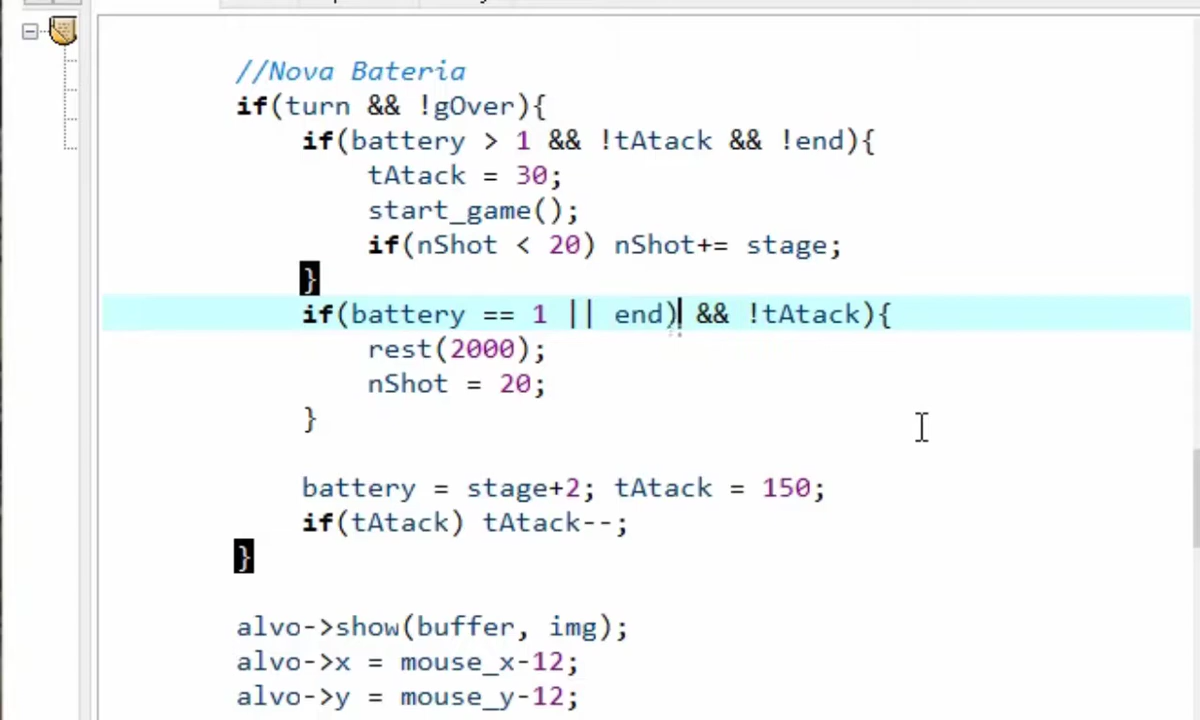 //Nova Bateria
if(turn && !gOver){
if(battery > 1 && !tAtack && !end){
tAtack = 30;
start_game();
if(nShot < 20) nShot+= stage;
}
if(battery == 1 || end) && !tAtack){
rest(2000);
nShot = 20;
}
battery = stage+2; tAtack = 150;
if(tAtack) tAtack--;
}
alvo->show(buffer, img);
alvo->x = mouse_x-12;
alvo->y = mouse_y-12;